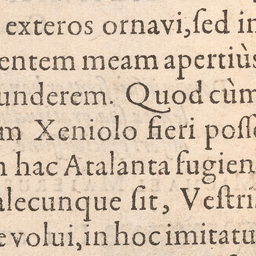 exteros ornavi, ſed in
entem meam apertiùs
underem. Quod cùm
m Xeniolo fieri poſſe
hac Atalanta fugien
alecunque ſit, Veſtri
evolui, in hoc imitatu